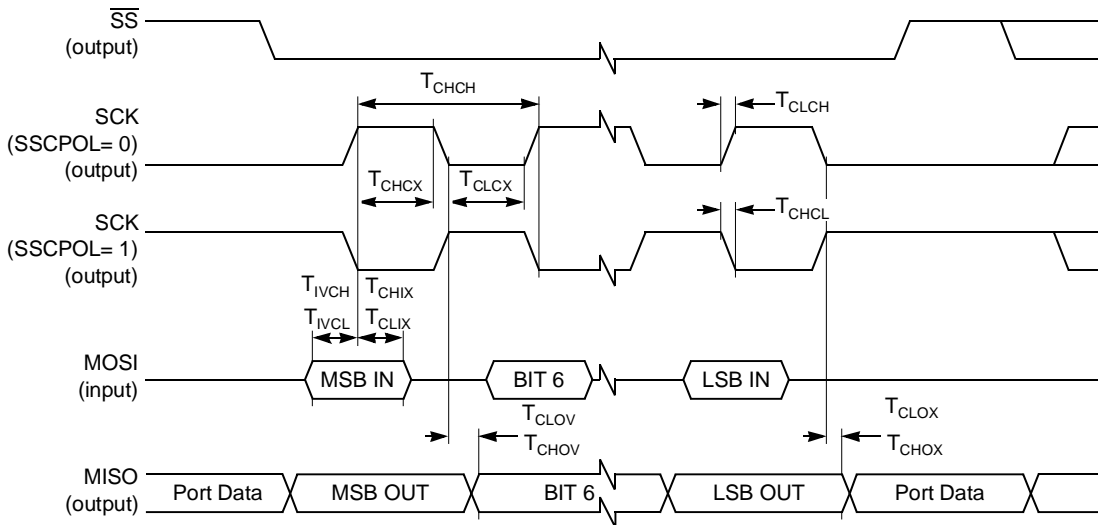 SS
(output)
T_CHCH
T_CLCH
SCK
(SSCPOL= 0)
(output)
T_CHCX
T_CLCX
T_CHCL
SCK
(SSCPOL= 1)
(output)
T_IVCH
T_CHIX
T_IVCL
T_CLIX
MOSI
(input)
MSB IN
BIT 6
LSB IN
T_CLOV
T_CHOV
T_CLOX
T_CHOX
MISO
(output)
Port Data
MSB OUT
BIT 6
LSB OUT
Port Data